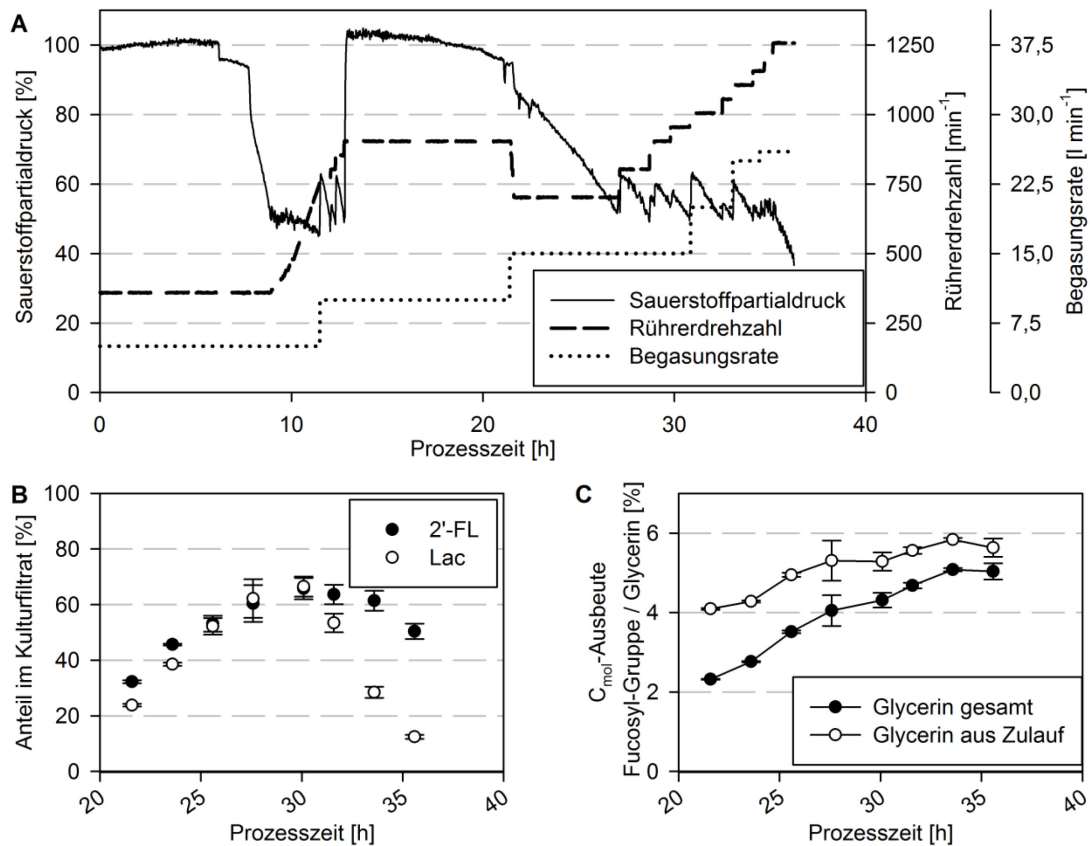 A
Sauerstoffpartialdruck [%]
100
80
60
40
20
0
0
10
20
30
40
Prozesszeit [h]
1250
1000
750
500
250
0
Rührerdrehzahl [min-1]
37,5
30,0
22,5
15,0
7,5
0,0
Begasungsrate [l min-1]
Sauerstoffpartialdruck
Rührerdrehzahl
Begasungsrate
B
Anteil im Kulturfiltrat [%]
100
80
60
40
20
0
20
25
30
35
40
Prozesszeit [h]
2'-FL
Lac
C
Cmol-Ausbeute
Fucosyl-Gruppe / Glycerin [%]
6
4
2
0
20
25
30
35
40
Prozesszeit [h]
Glycerin gesamt
Glycerin aus Zulauf